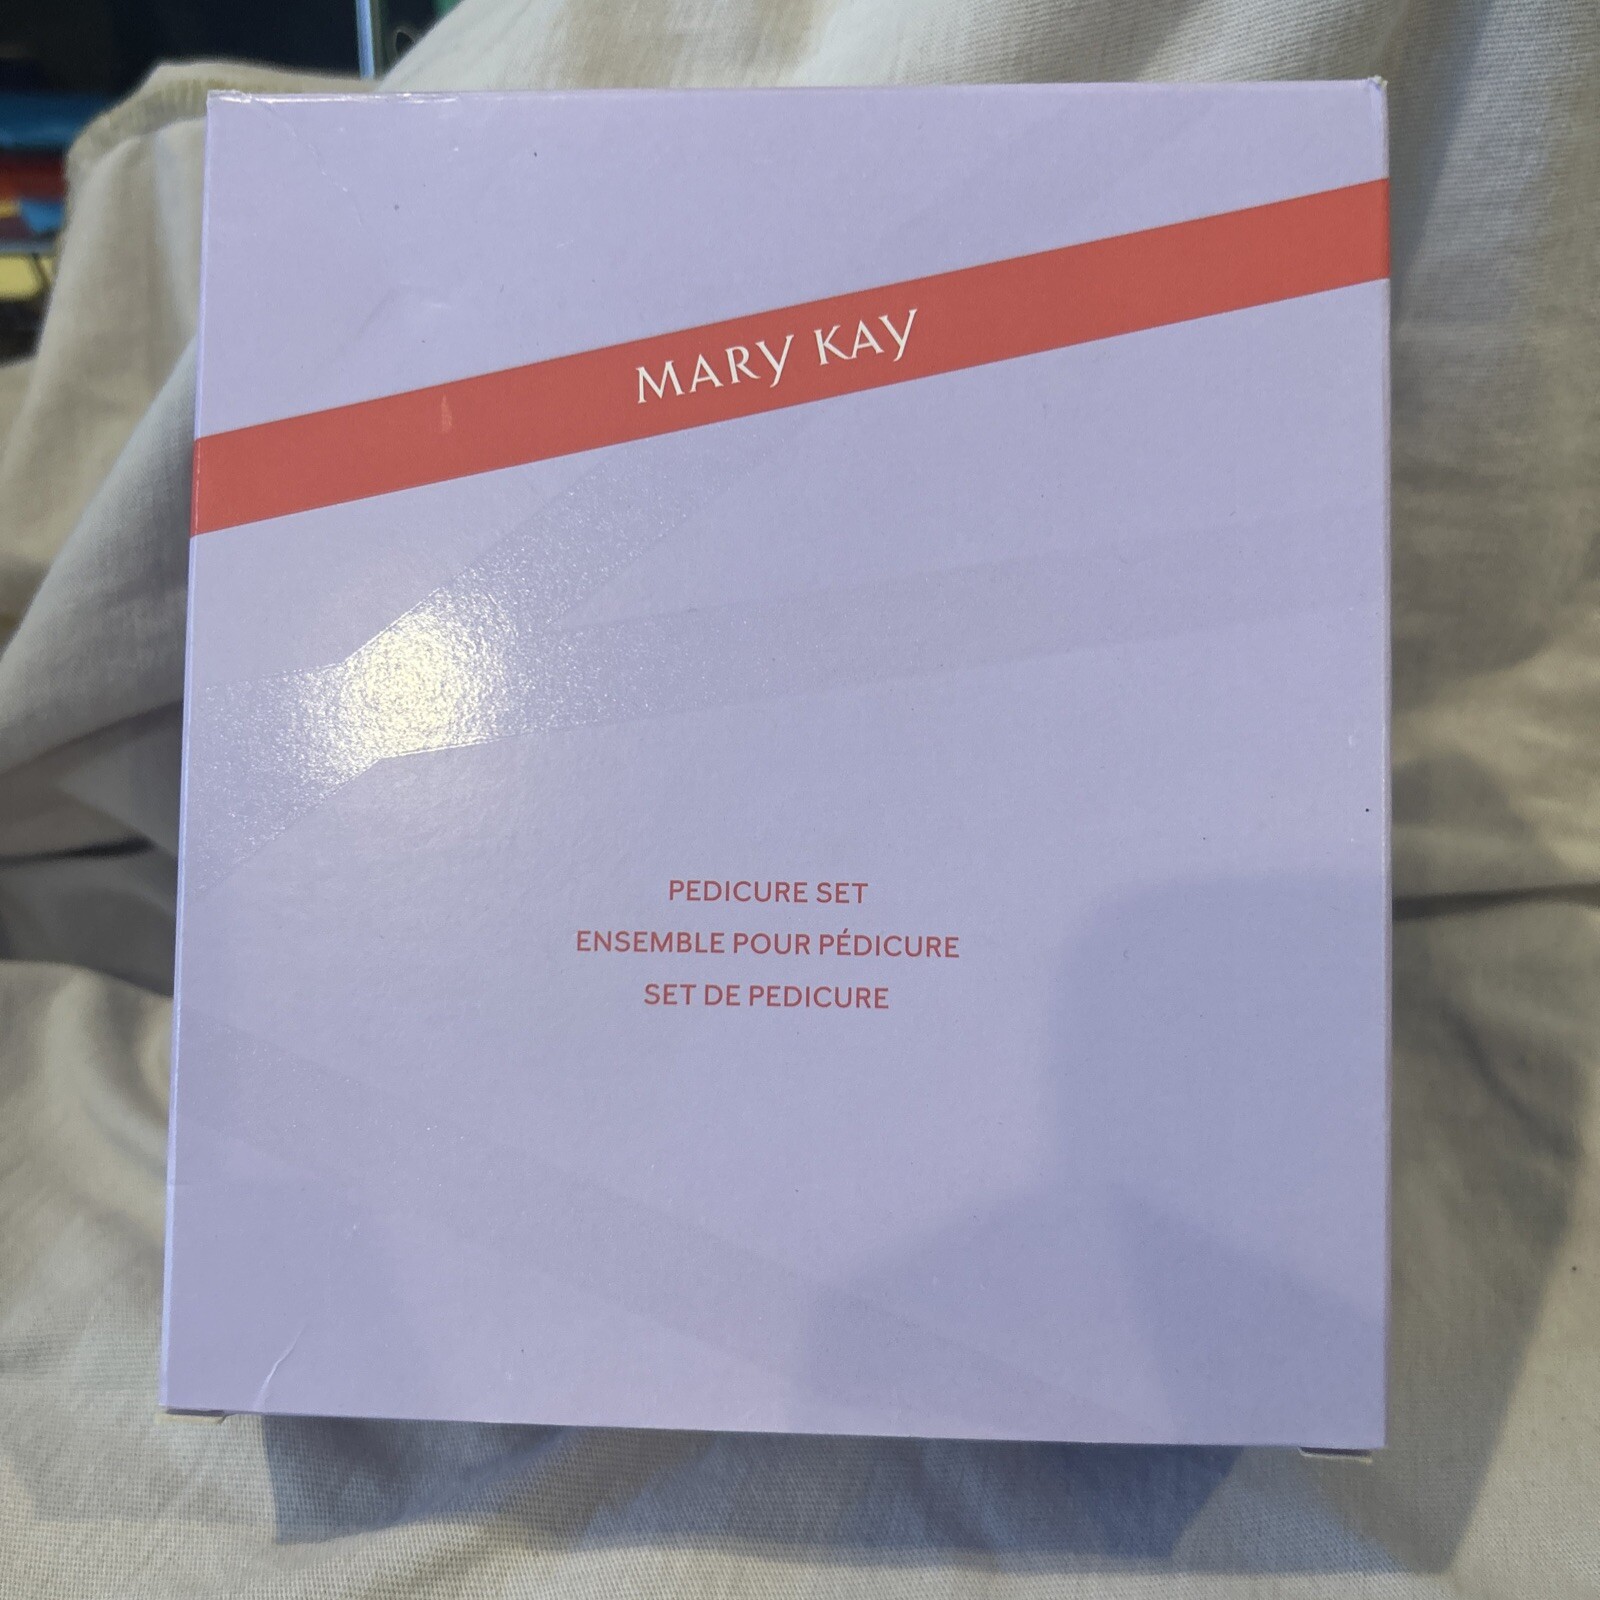 MARY KAY
PEDICURE SET
ENSEMBLE POUR PÉDICURE
SET DE PEDICURE